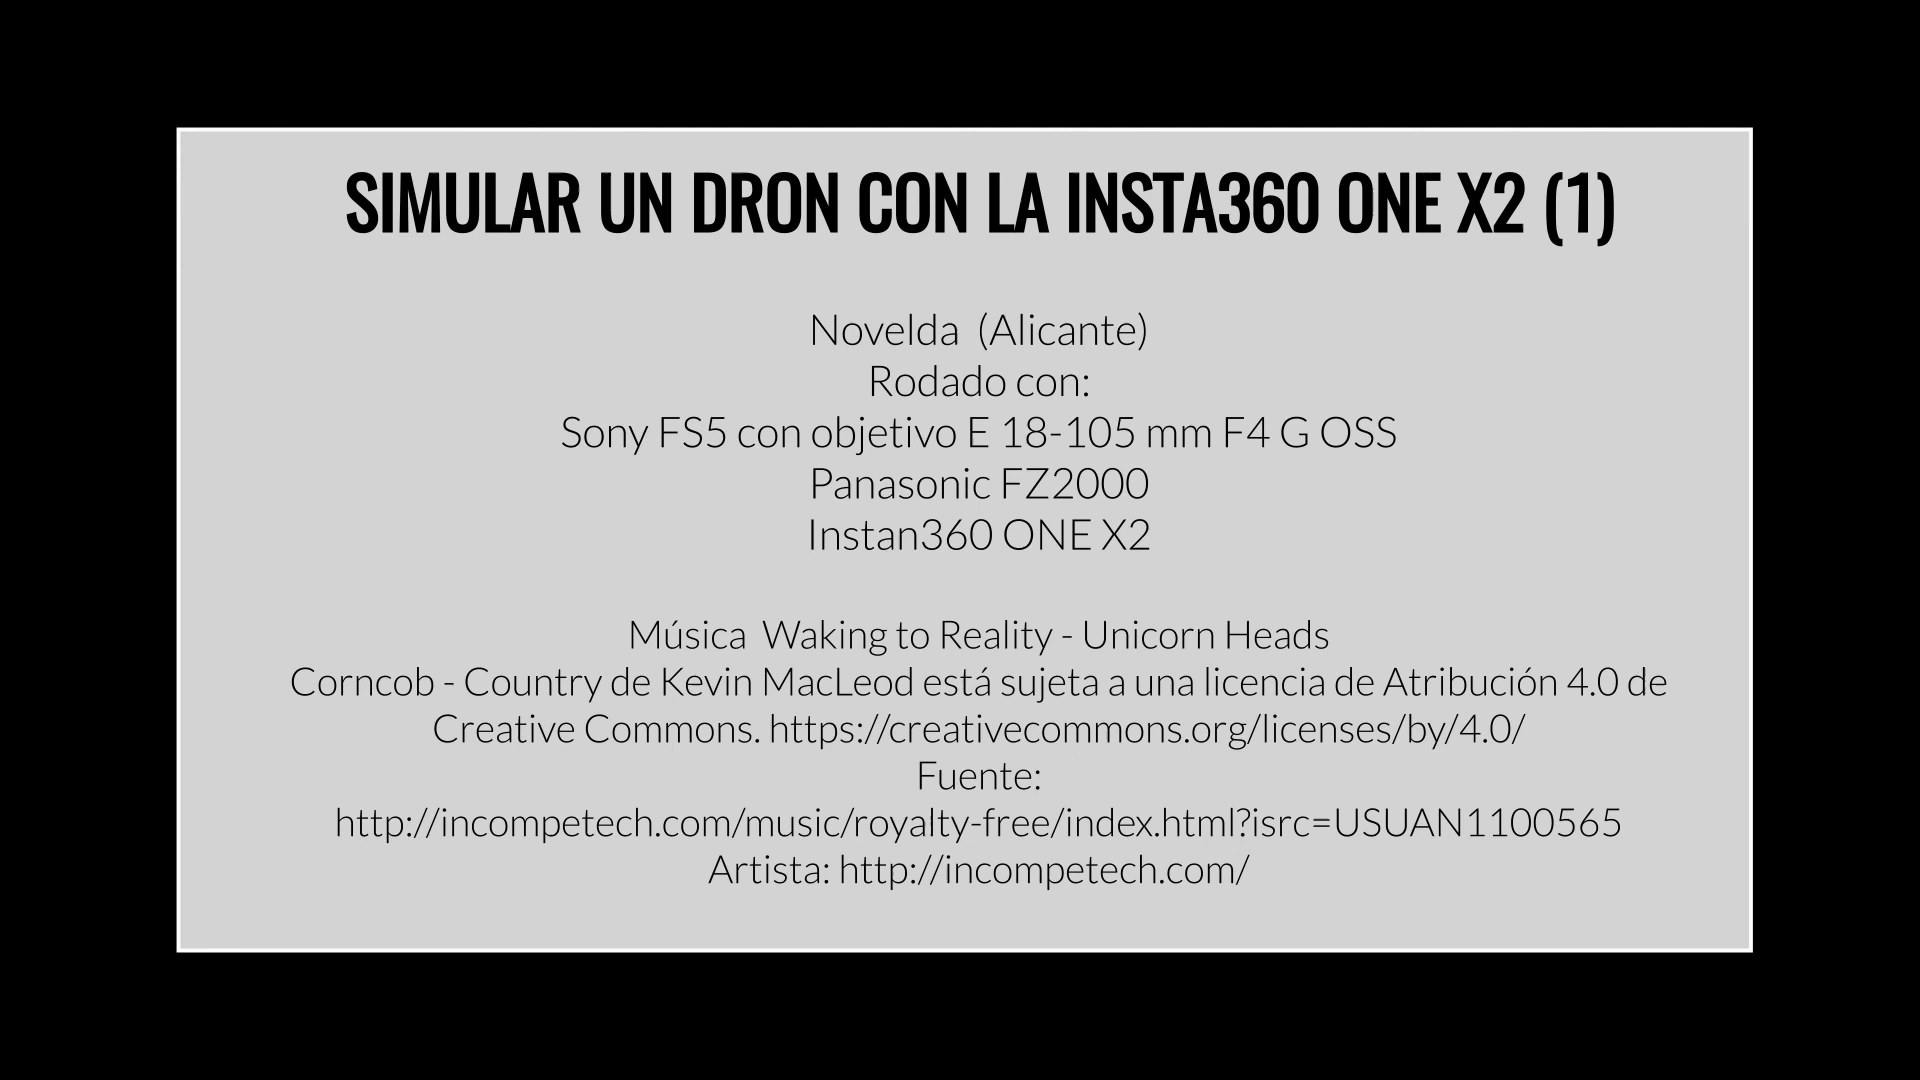 SIMULAR UN DRON CON LA INSTA360 ONE X2 (1)
Novelda  (Alicante)
Rodado con:
Sony FS5 con objetivo E 18-105 mm F4 G OSS
Panasonic FZ2000
Instan360 ONE X2
Música  Waking to Reality - Unicorn Heads
Corncob - Country de Kevin MacLeod está sujeta a una licencia de Atribución 4.0 de
Creative Commons. https://creativecommons.org/licenses/by/4.0/
Fuente:
http://incompetech.com/music/royalty-free/index.html?isrc=USUAN1100565
Artista: http://incompetech.com/